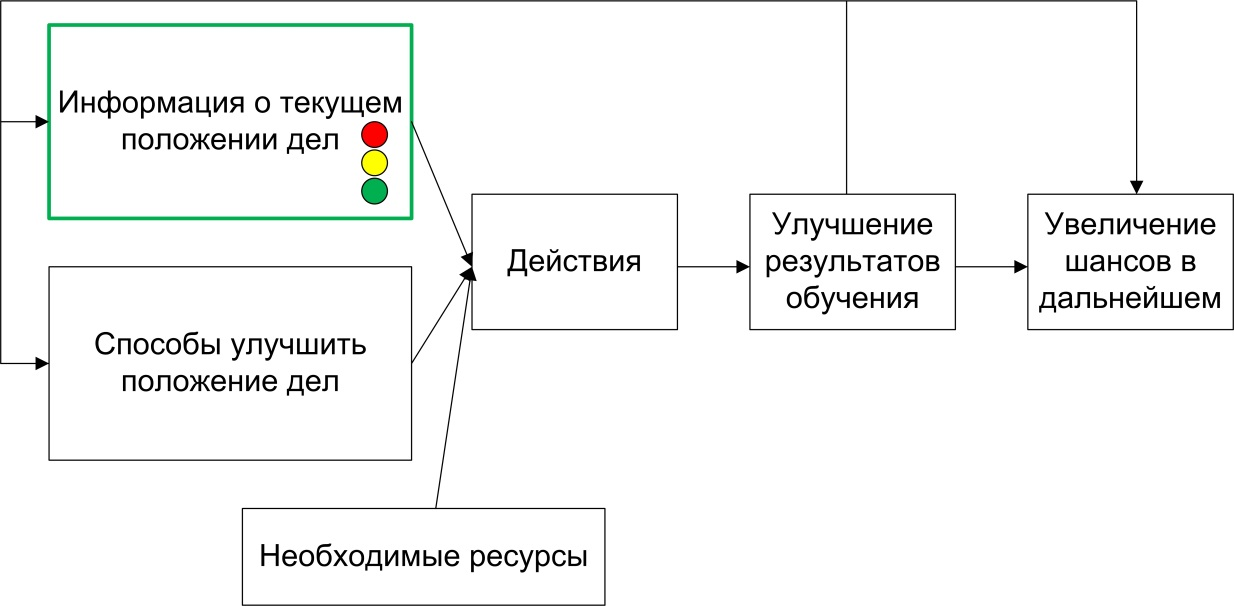 Информация о текущем
положении дел
Способы улучшить
положение дел
Необходимые ресурсы
Действия
Улучшение
результатов
обучения
Увеличение
шансов в
дальнейшем